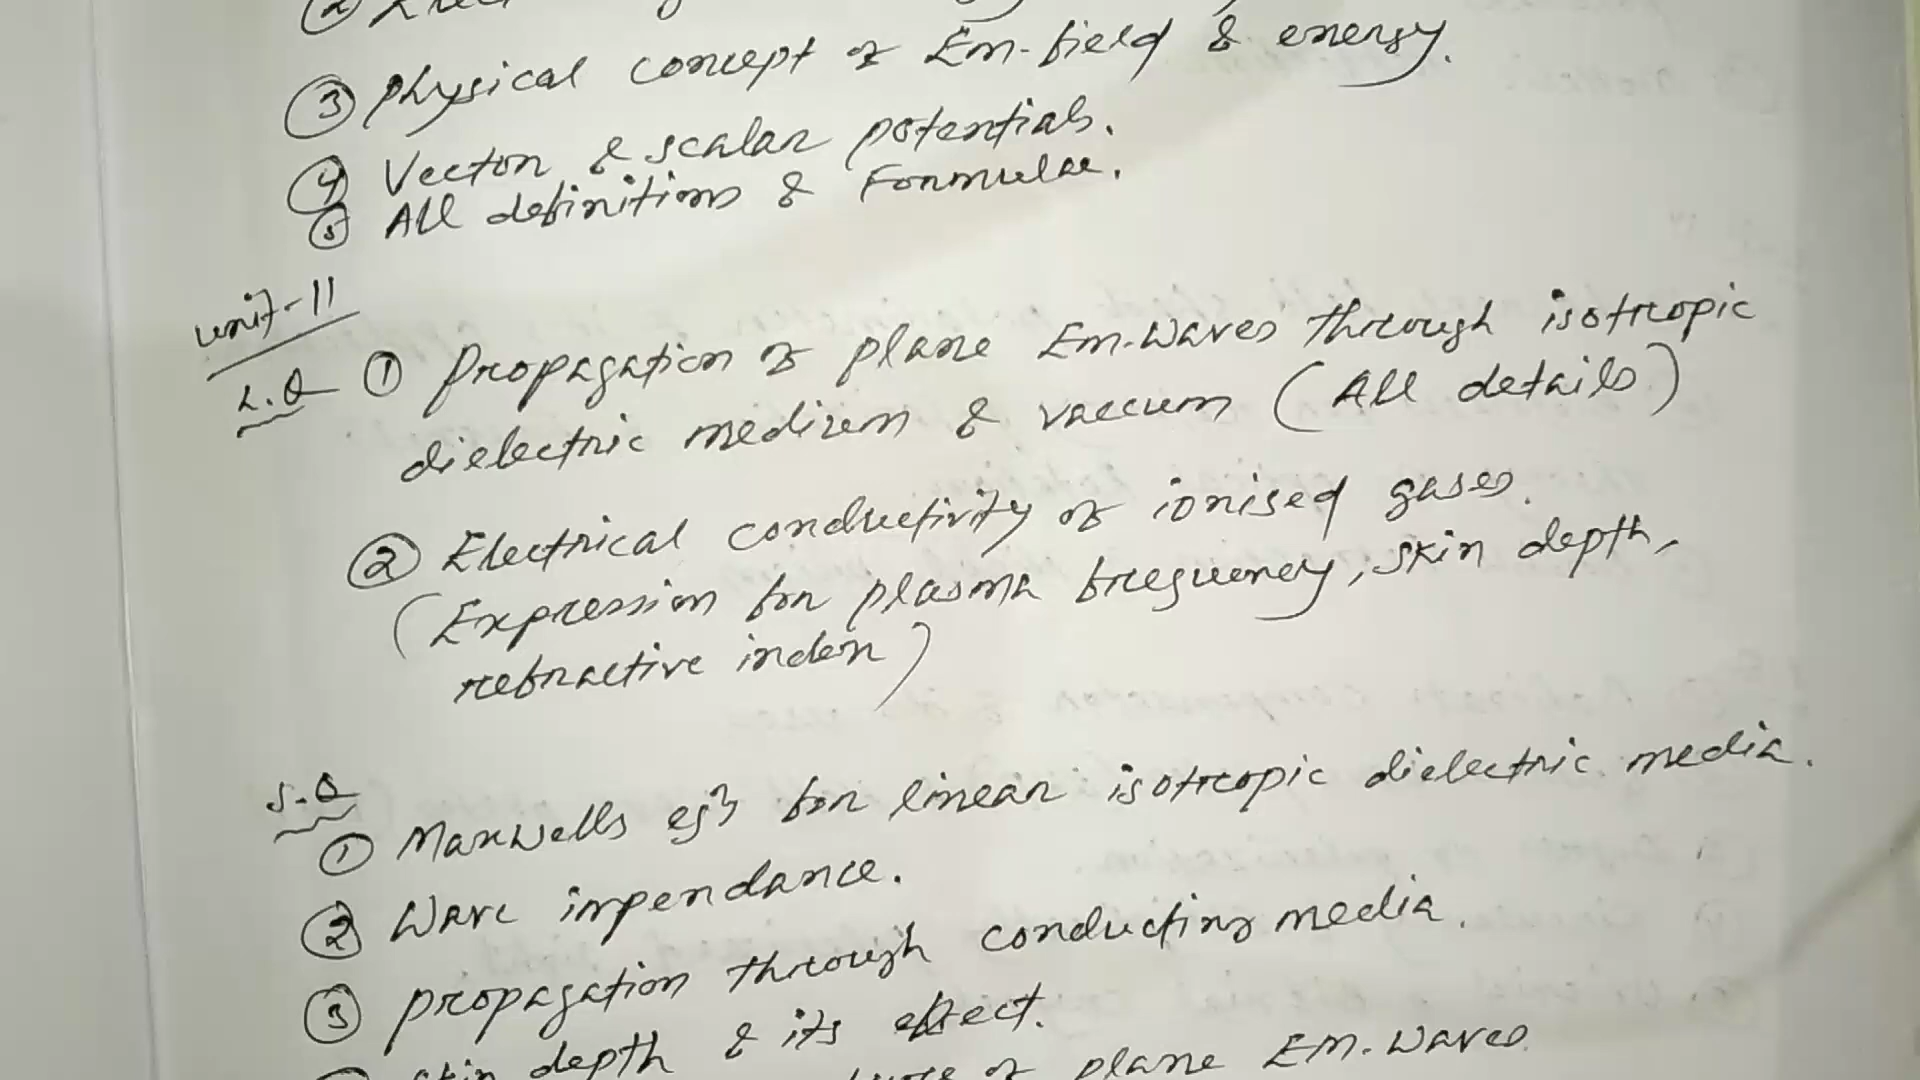 ③ Physical concept of Em-field & energy.
④ Vector & scalar potentials.
⑤ All definitions & Formulae.
Unit-II
L.Q ① Propagation of plane Em-waves through isotropic
dielectric medium & vaccum (All details)
② Electrical conductivity of ionised gases.
(Expression for plasma frequency, skin depth,
refractive index)
S.Q
① Maxwells eqn for linear isotropic dielectric media.
② Wave impendance.
③ propagation through conducting media.
skin depth & its effect.
of plane EM. waves